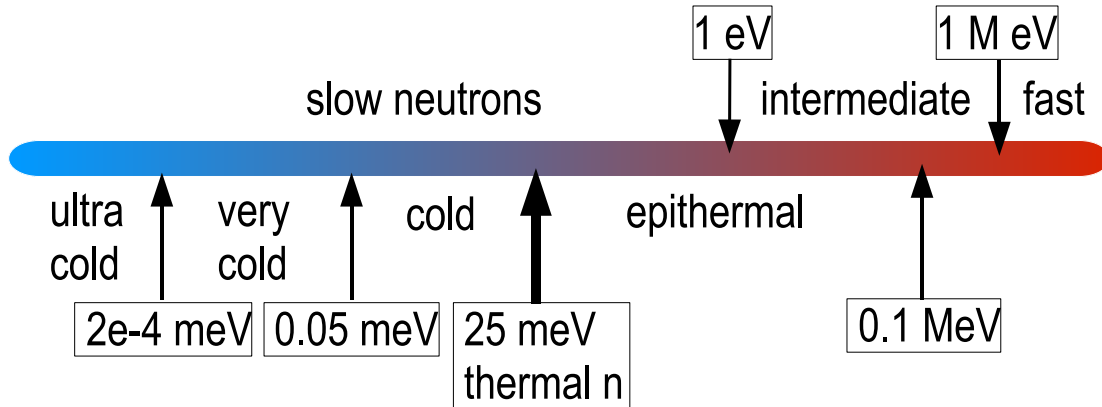 1 eV
1 M eV
slow neutrons
intermediate
fast
ultra
cold
very
cold
cold
epithermal
2e-4 meV
0.05 meV
25 meV
thermal n
0.1 MeV